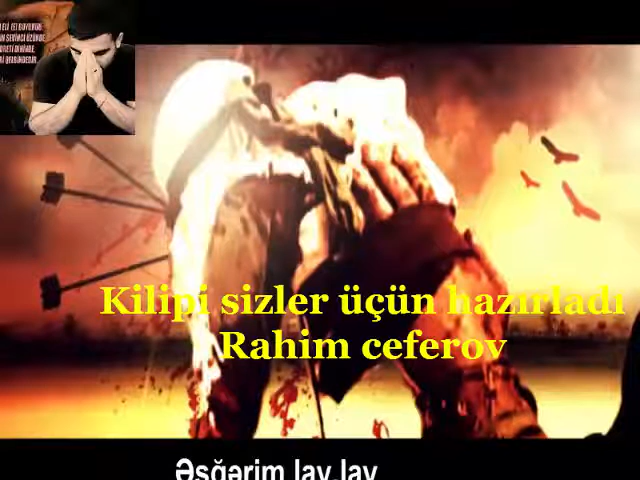 Kilipi sizler üçün hazırladı
Rahim ceferov
Əsğərim lay.lay